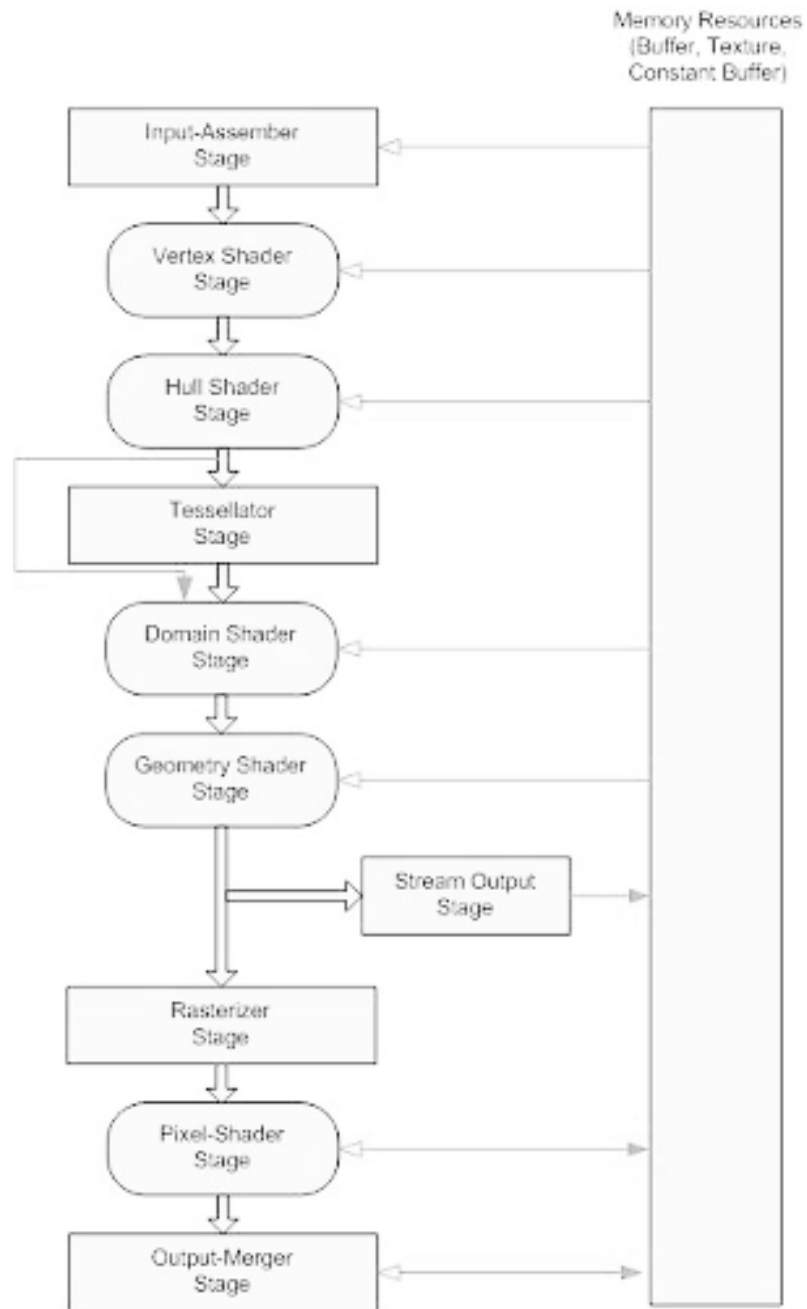 Memory Resources
(Buffer, Texture,
Constant Buffer)
Input-Assember
Stage
Vertex Shader
Stage
Hull Shader
Stage
Tessellator
Stage
Domain Shader
Stage
Geometry Shader
Stage
Stream Output
Stage
Rasterizer
Stage
Pixel-Shader
Stage
Output-Merger
Stage